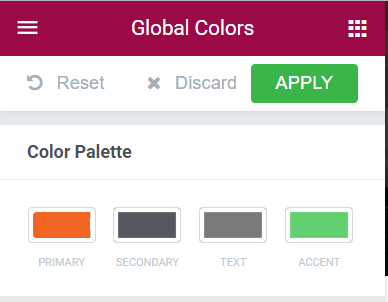 Global Colors
Reset Discard APPLY
Color Palette
PRIMARY SECONDARY TEXT ACCENT